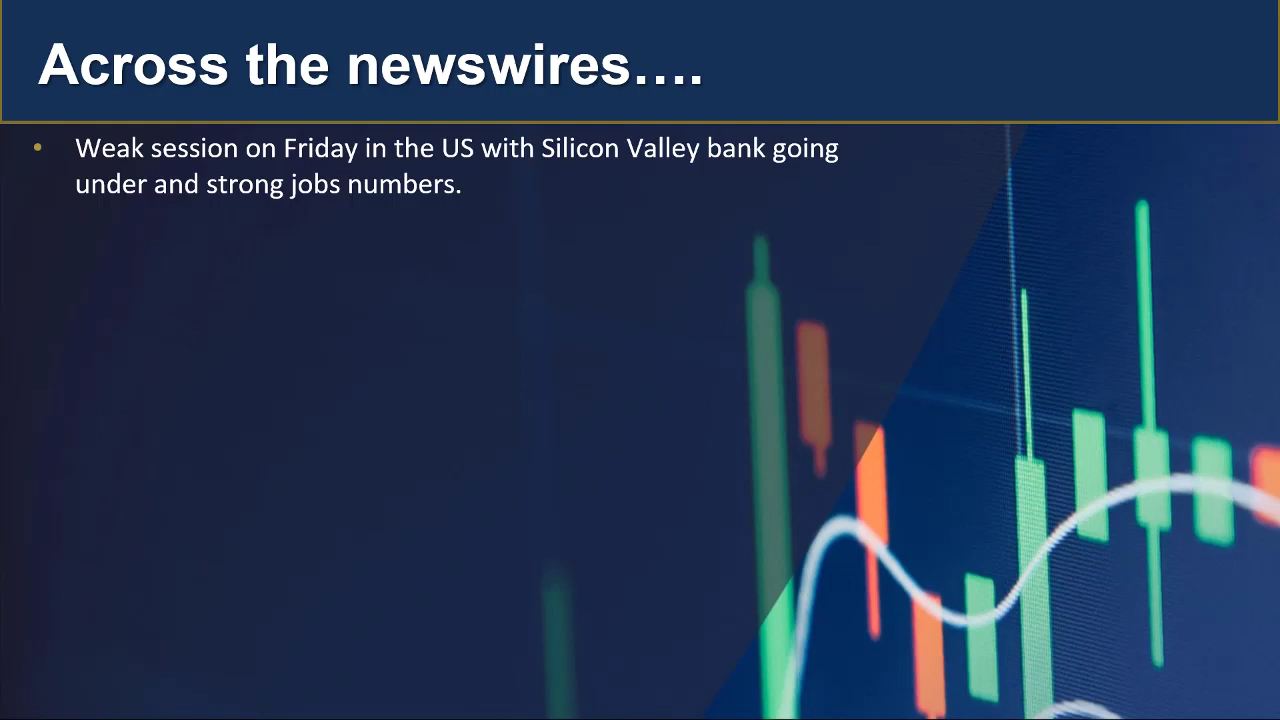 Across the newswires….
• Weak session on Friday in the US with Silicon Valley bank going
under and strong jobs numbers.